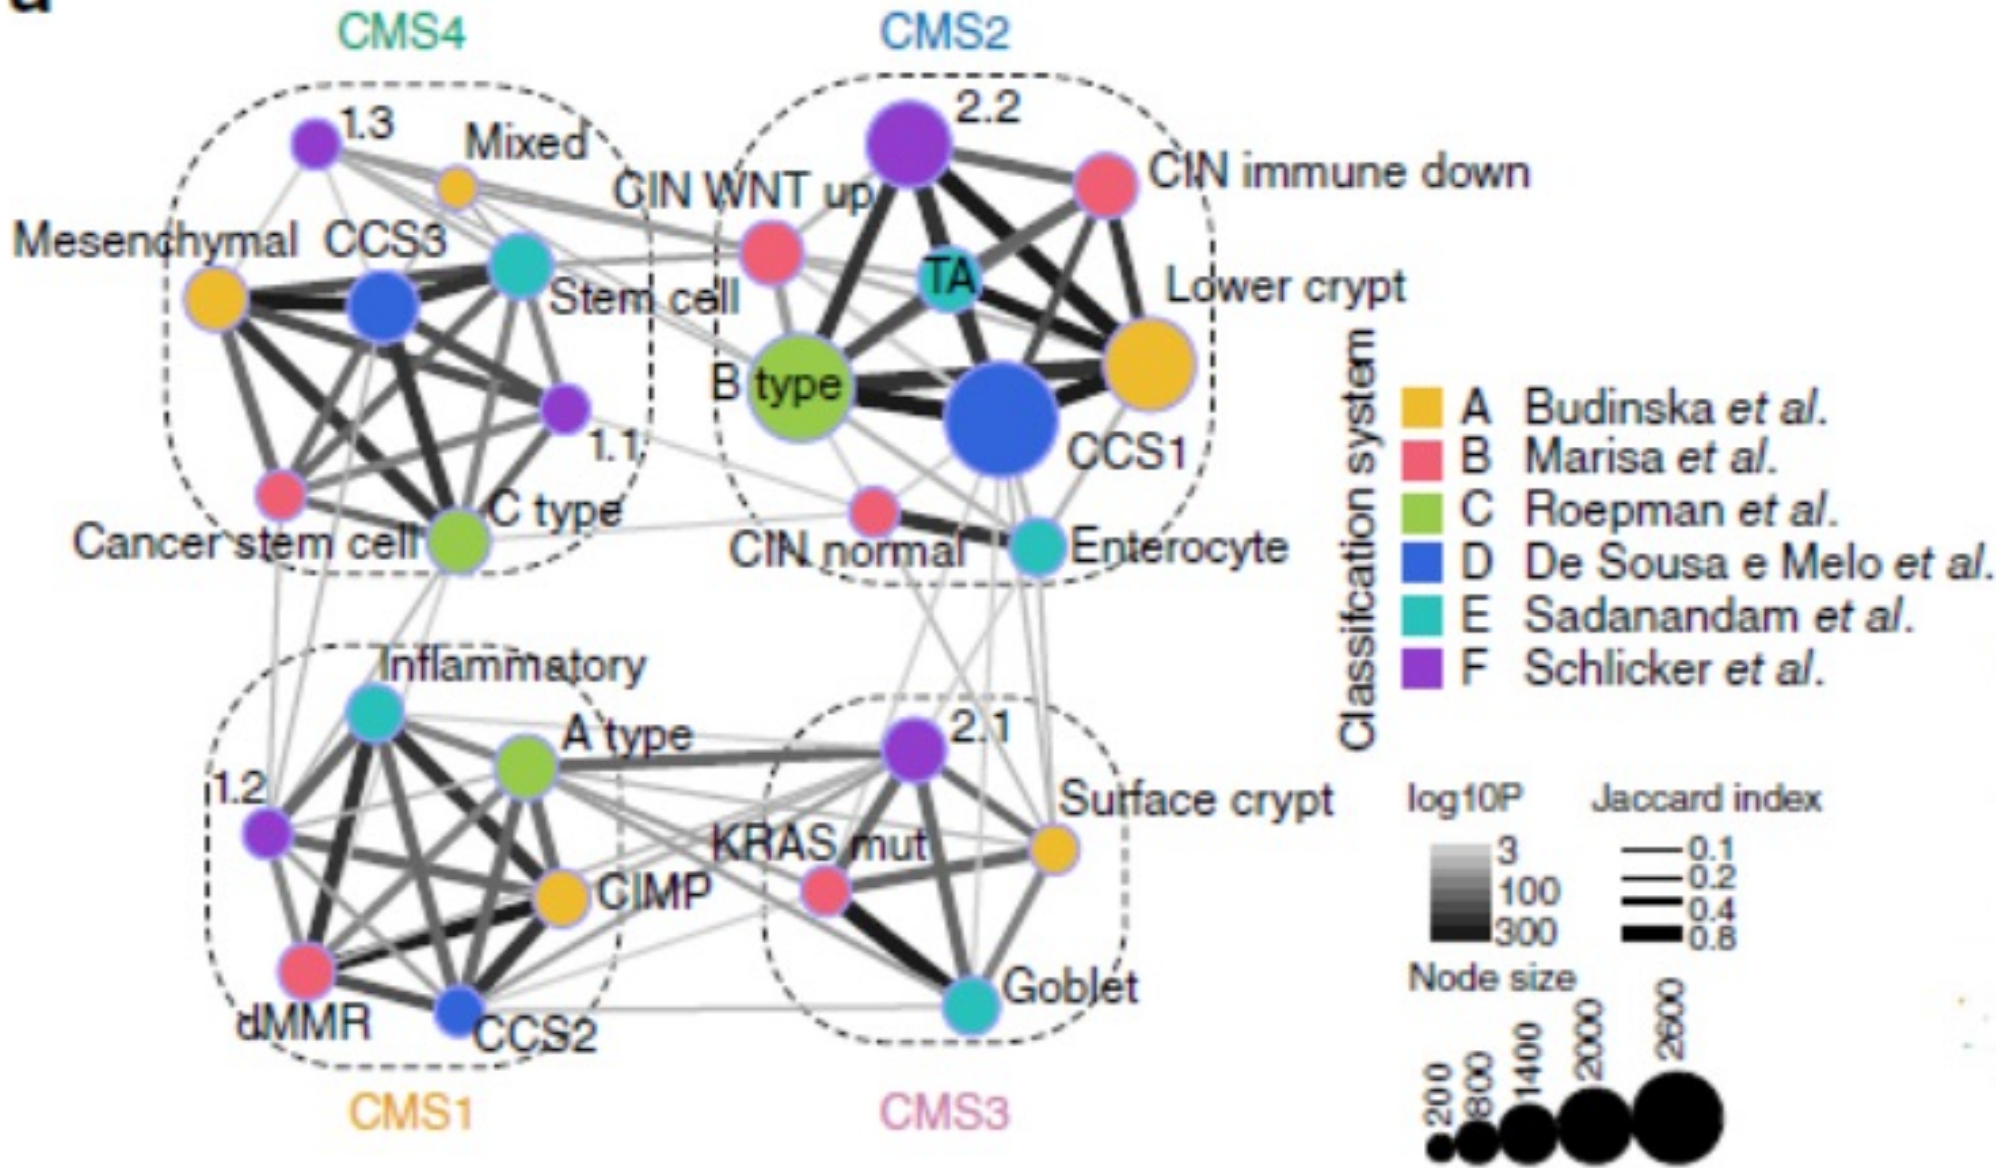 a
CMS4
CMS2
1.3
Mixed
2.2
CIN WNT up
CIN immune down
Mesenchymal
CCS3
Stem cell
TA
Lower crypt
B type
1.1
CCS1
C type
Cancer stem cell
CIN normal
Enterocyte
Inflammatory
A type
2.1
1.2
Surface crypt
KRAS mut
CIMP
Goblet
dMMR
CCS2
CMS1
CMS3
Classifcation system
A Budinska et al.
B Marisa et al.
C Roepman et al.
D De Sousa e Melo et al.
E Sadanandam et al.
F Schlicker et al.
log10P
3
100
300
Jaccard index
0.1
0.2
0.4
0.8
Node size
200
800
1400
2000
2600